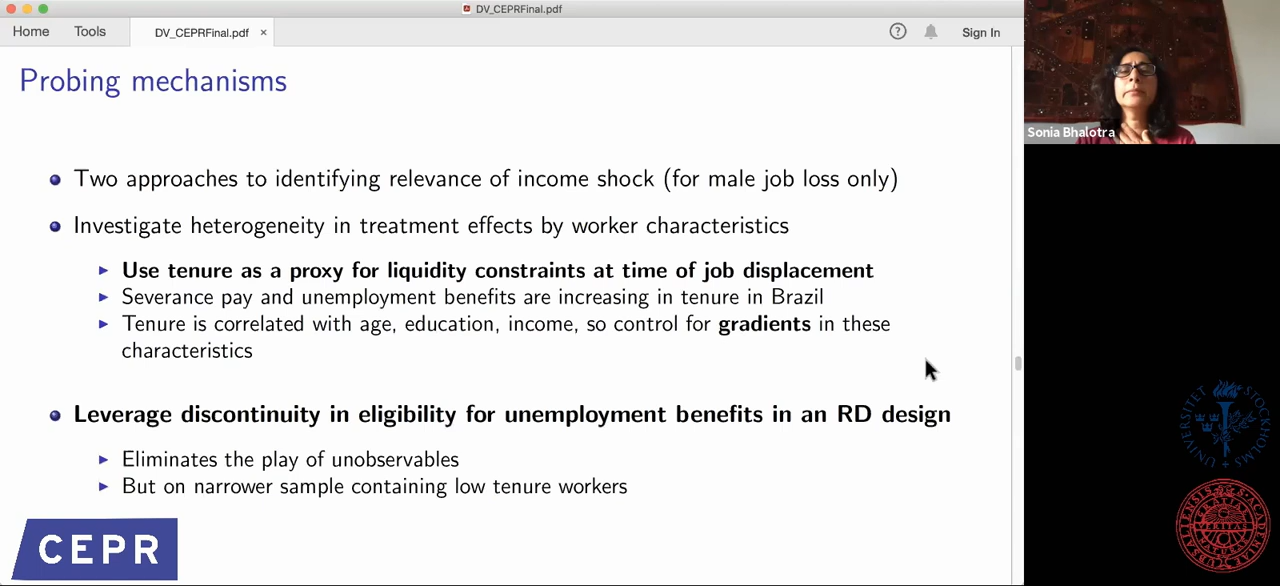 DV_CEPRFinal.pdf
Home Tools DV_CEPRFinal.pdf × Sign In
Probing mechanisms
Two approaches to identifying relevance of income shock (for male job loss only)
Investigate heterogeneity in treatment effects by worker characteristics
Use tenure as a proxy for liquidity constraints at time of job displacement
Severance pay and unemployment benefits are increasing in tenure in Brazil
Tenure is correlated with age, education, income, so control for gradients in these
characteristics
Leverage discontinuity in eligibility for unemployment benefits in an RD design
Eliminates the play of unobservables
But on narrower sample containing low tenure workers
CEPR
Sonia Bhalotra